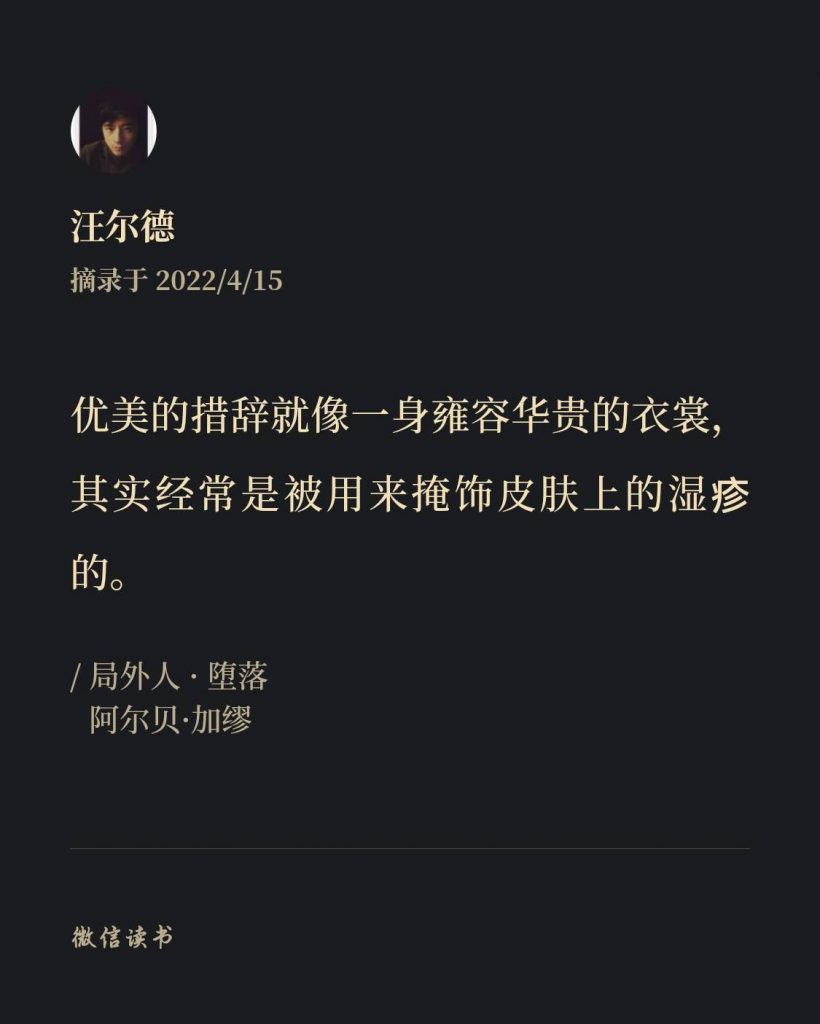 汪尔德
摘录于 2022/4/15
优美的措辞就像一身雍容华贵的衣裳,
其实经常是被用来掩饰皮肤上的湿疹
的。
/ 局外人 · 堕落
阿尔贝·加缪
微信读书